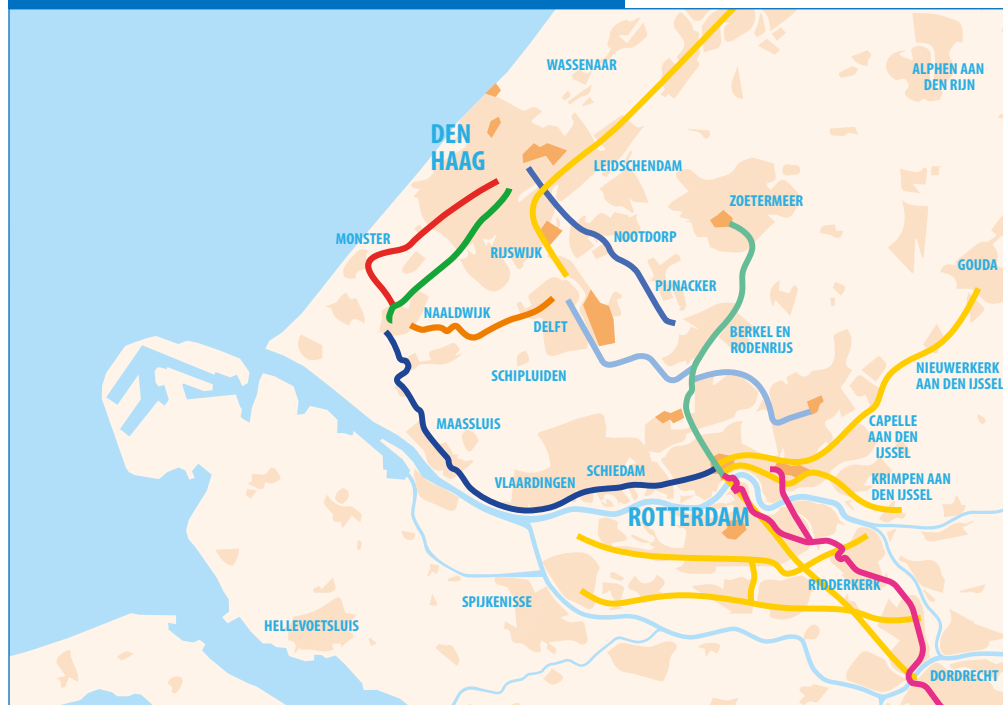 WASSENAAR
ALPHEN AAN
DEN RIJN
DEN
HAAG
LEIDSCHENDAM
ZOETERMEER
MONSTER
RIJSWIJK
NOOTDORP
GOUDA
PIJNACKER
NAALDWIJK
DELFT
BERKEL EN
RODENRIJS
SCHIPLUIDEN
NIEUWERKERK
AAN DEN IJSSEL
MAASSLUIS
CAPELLE
AAN DEN
IJSSEL
SCHIEDAM
VLAARDINGEN
KRIMPEN AAN
DEN IJSSEL
ROTTERDAM
RIDDERKERK
SPIJKENISSE
HELLEVOETSLUIS
DORDRECHT